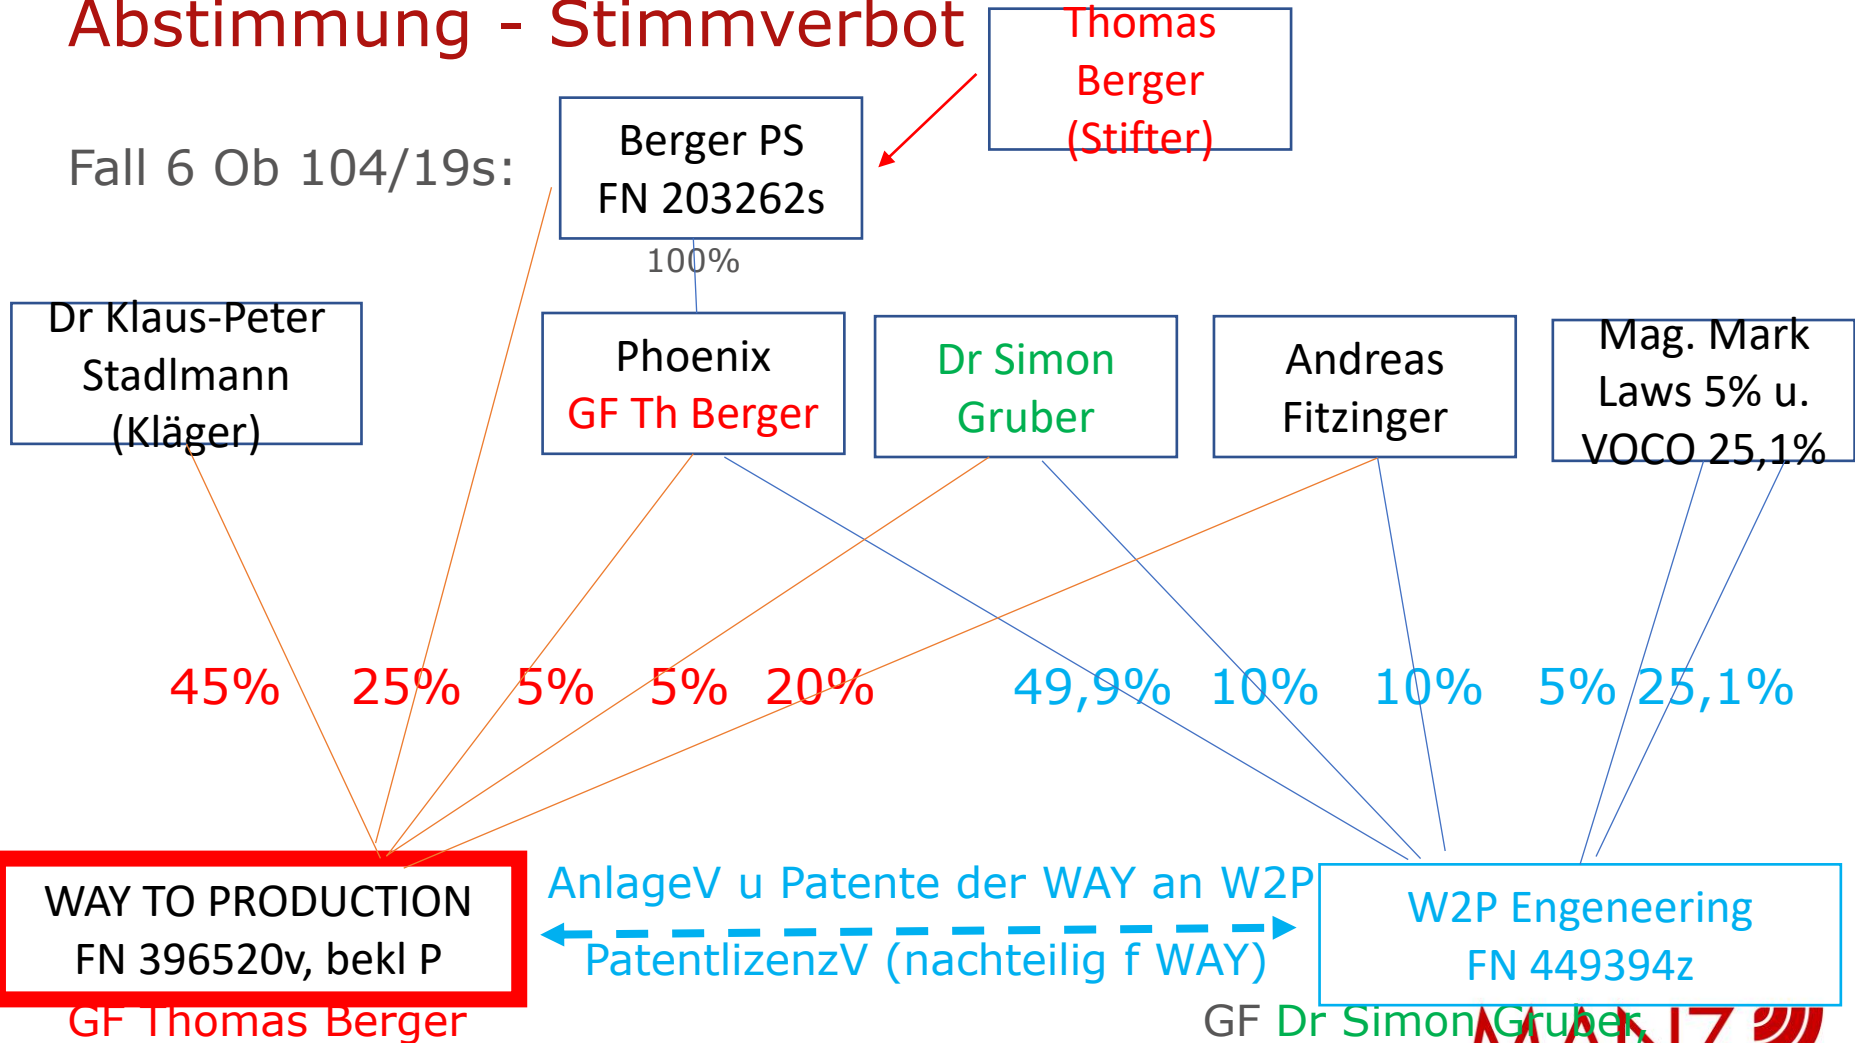 Abstimmung - Stimmverbot
Thomas
Berger
(Stifter)
Fall 6 Ob 104/19s:
Berger PS
FN 203262s
100%
Dr Klaus-Peter
Stadlmann
(Kläger)
Phoenix
GF Th Berger
Dr Simon
Gruber
Andreas
Fitzinger
Mag. Mark
Laws 5% u.
VOCO 25,1%
45% 25% 5% 5% 20% 49,9% 10% 10% 5% 25,1%
WAY TO PRODUCTION
FN 396520v, bekl P
AnlageV u Patente der WAY an W2P
PatentlizenzV (nachteilig f WAY)
W2P Engeneering
FN 449394z
GF Thomas Berger
GF Dr Simon Gruber,
MANZ